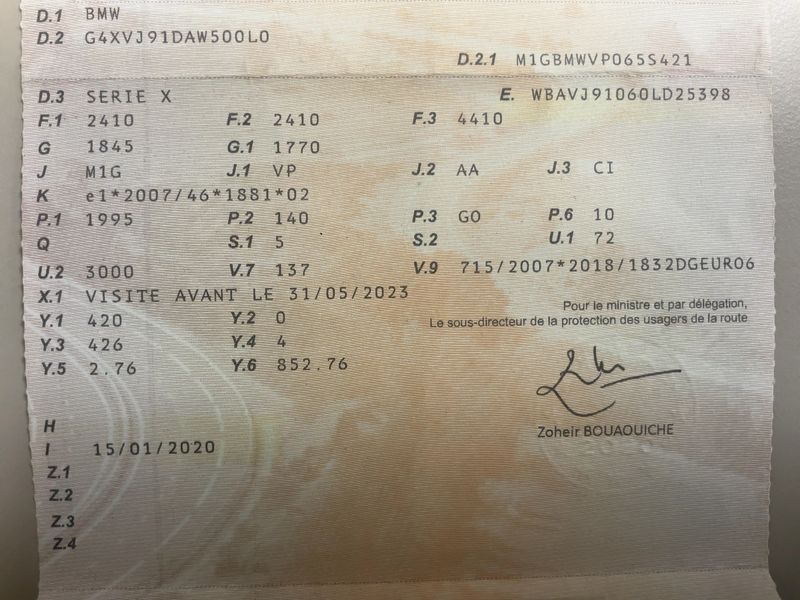 D.1 BMW
D.2 G4XVJ91DAW500L0
D.2.1 M1GBMWVP065S421
D.3 SERIE X E. WBAVJ91060LD25398
F.1 2410 F.2 2410 F.3 4410
G 1845 G.1 1770
J M1G J.1 VP J.2 AA J.3 CI
K e1*2007/46*1881*02
P.1 1995 P.2 140 P.3 GO P.6 10
Q S.1 5 S.2 U.1 72
U.2 3000 V.7 137 V.9 715/2007*2018/1832DGEURO6
X.1 VISITE AVANT LE 31/05/2023
Pour le ministre et par délégation,
Y.1 420 Y.2 0 Le sous-directeur de la protection des usagers de la route
Y.3 426 Y.4 4
Y.5 2.76 Y.6 852.76
H Zoheir BOUAOUICHE
I 15/01/2020
Z.1
Z.2
Z.3
Z.4